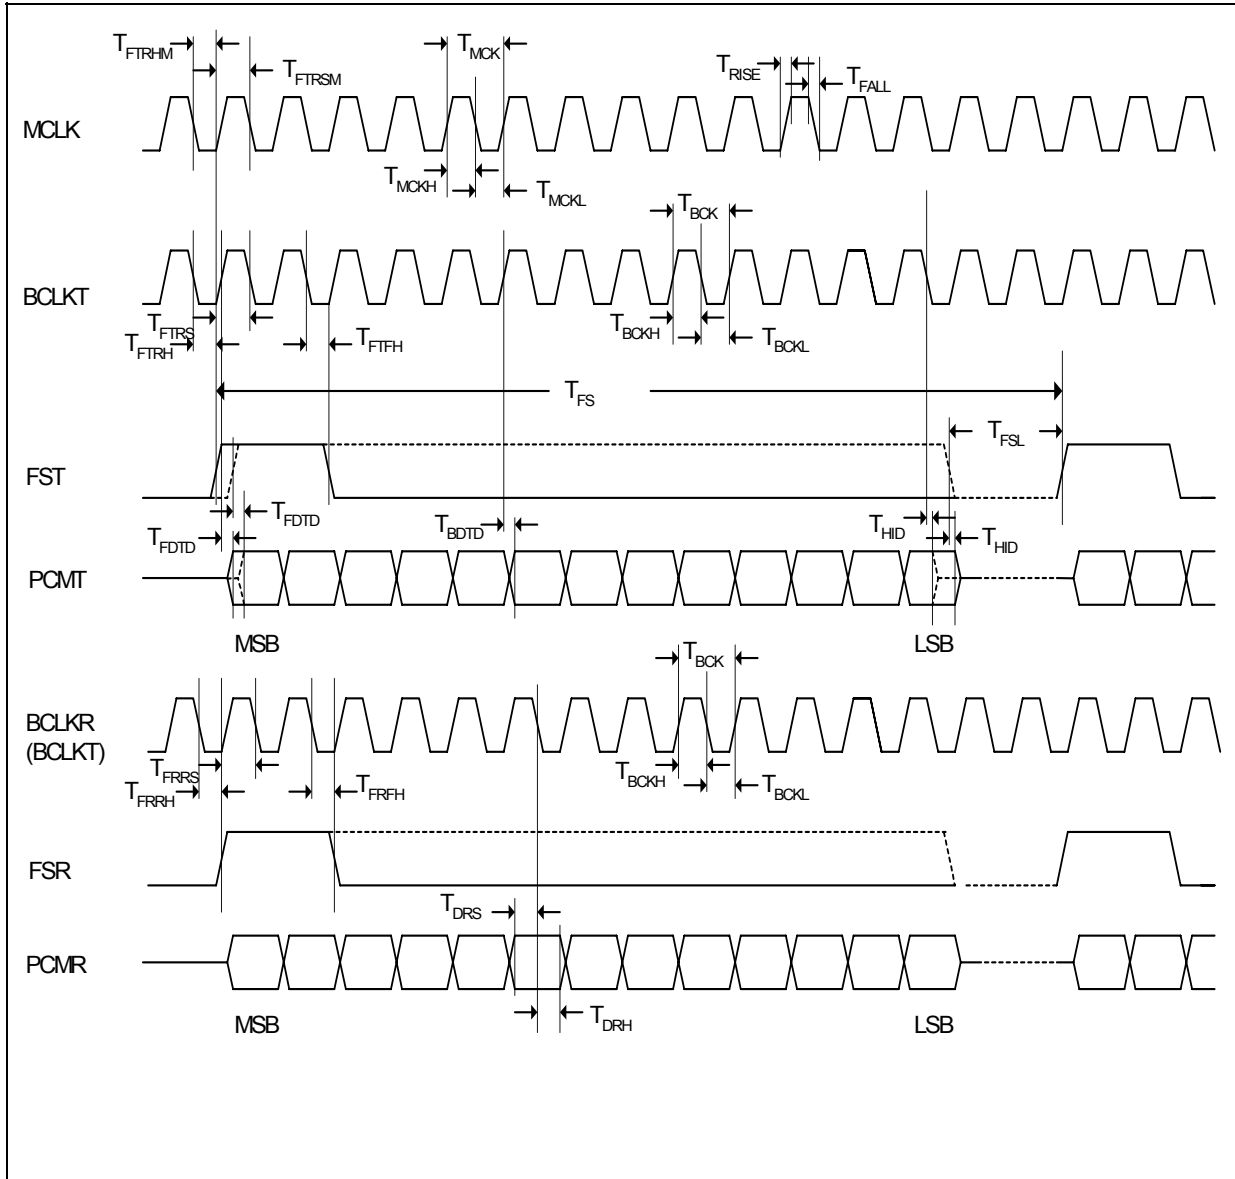 TFTRHM
TMCK
TFTRSM
TRISE
TFALL
MCLK
TMCKH
TMCKL
TBCK
BCLKT
TFTRS
TFTRH
TFTFH
TBCKH
TBCKL
TFS
TFSL
FST
TFDTD
TBDTD
THID
TFDTD
THID
PCMT
MSB
LSB
TBCK
BCLKR
(BCLKT)
TFRRS
TFRRH
TFRFH
TBCKH
TBCKL
FSR
TDRS
PCMR
MSB
TDRH
LSB